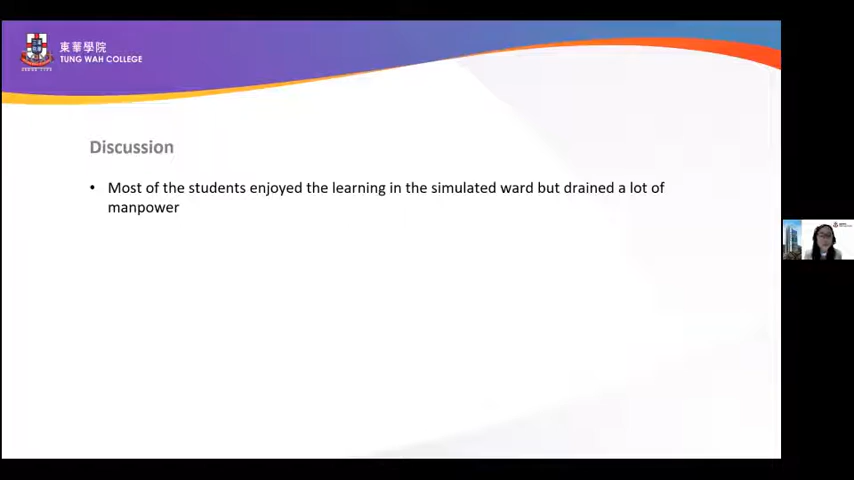 東華學院
TUNG WAH COLLEGE
Discussion
• Most of the students enjoyed the learning in the simulated ward but drained a lot of
manpower